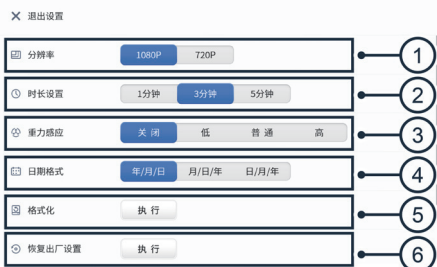 ✕ 退出设置
分辨率 1080P 720P 1
时长设置 1分钟 3分钟 5分钟 2
重力感应 关闭 低 普通 高 3
日期格式 年/月/日 月/日/年 日/月/年 4
格式化 执行 5
恢复出厂设置 执行 6